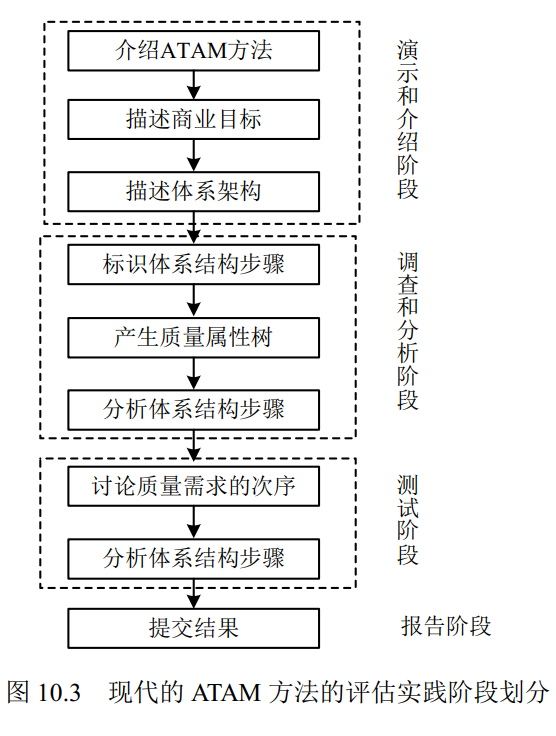 介绍ATAM方法
描述商业目标
描述体系架构
演示和介绍阶段
标识体系结构步骤
产生质量属性树
分析体系结构步骤
调查和分析阶段
讨论质量需求的次序
分析体系结构步骤
测试阶段
提交结果
报告阶段
图 10.3 现代的 ATAM 方法的评估实践阶段划分